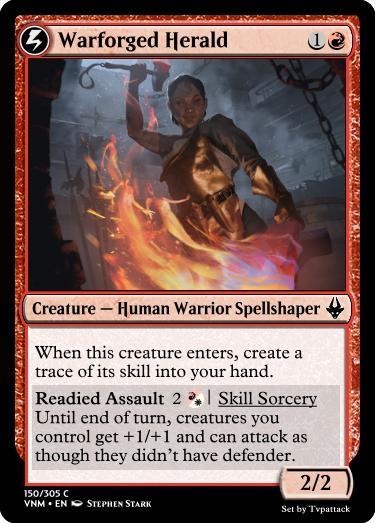 Warforged Herald 1
Creature — Human Warrior Spellshaper
When this creature enters, create a
trace of its skill into your hand.
Readied Assault 2 | Skill Sorcery
Until end of turn, creatures you
control get +1/+1 and can attack as
though they didn't have defender.
2/2
150/305 C
VNM • EN Stephen Stark
Set by Tvpattack